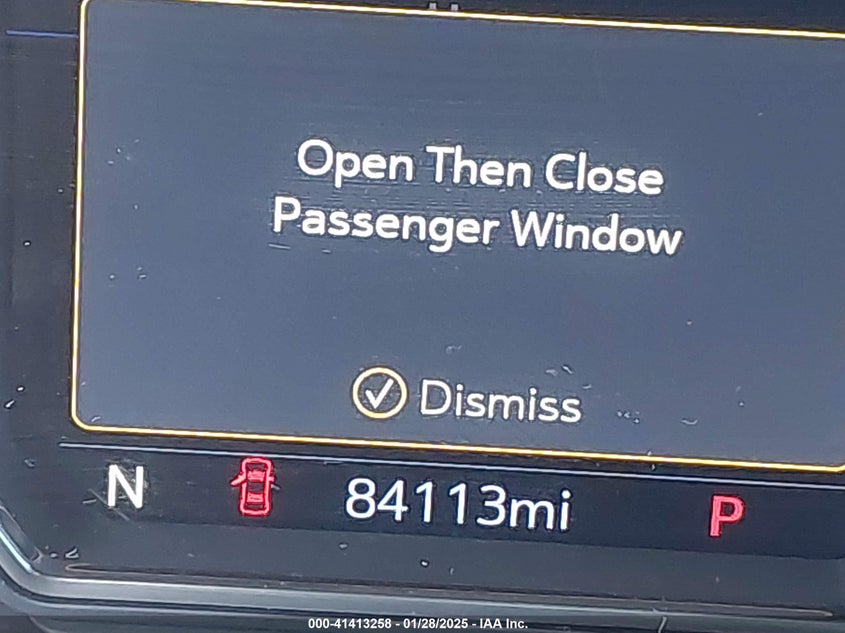 Open Then Close
Passenger Window
Dismiss
N 84113mi P
000-41413258 - 01/28/2025 - IAA Inc.